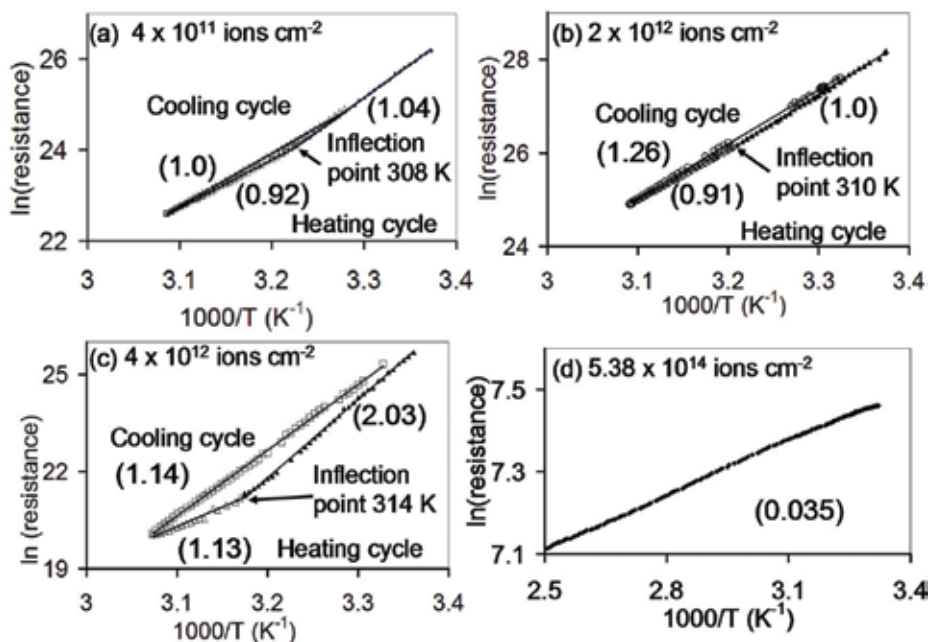 (a) 4 x 10¹¹ ions cm⁻²
ln(resistance)
26
24
22
Cooling cycle
(1.04)
(1.0)
Inflection
point 308 K
(0.92)
Heating cycle
3 3.1 3.2 3.3 3.4
1000/T (K⁻¹)
(b) 2 x 10¹² ions cm⁻²
ln(resistance)
28
26
24
Cooling cycle
(1.0)
(1.26)
Inflection
point 310 K
(0.91)
Heating cycle
3 3.1 3.2 3.3 3.4
1000/T (K⁻¹)
(c) 4 x 10¹² ions cm⁻²
ln (resistance)
25
22
19
(2.03)
Cooling cycle
(1.14)
Inflection
point 314 K
(1.13)
Heating cycle
3 3.1 3.2 3.3 3.4
1000/T (K⁻¹)
(d) 5.38 x 10¹⁴ ions cm⁻²
ln(resistance)
7.5
7.3
7.1
(0.035)
2.5 2.8 3.1 3.4
1000/T (K⁻¹)